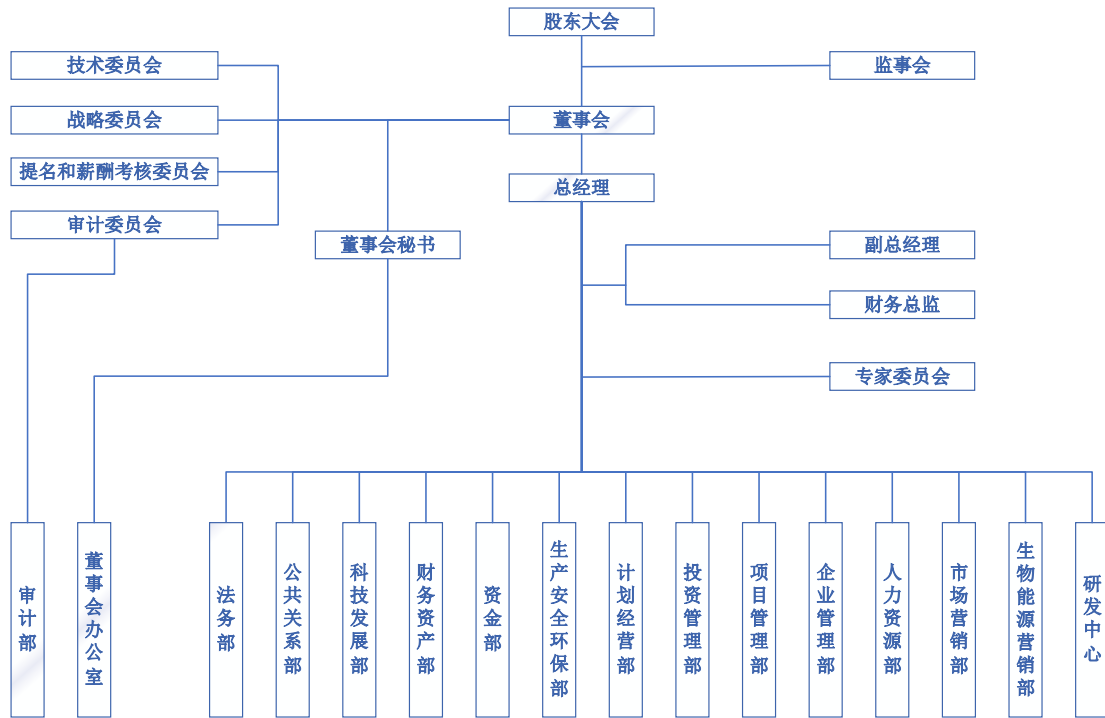 股东大会
技术委员会
监事会
战略委员会
董事会
提名和薪酬考核委员会
总经理
审计委员会
董事会秘书
副总经理
财务总监
专家委员会
审计部
董事会办公室
法务部
公共关系部
科技发展部
财务资产部
资金部
生产安全环保部
计划经营部
投资管理部
项目管理部
企业管理部
人力资源部
市场营销部
生物能源营销部
研发中心